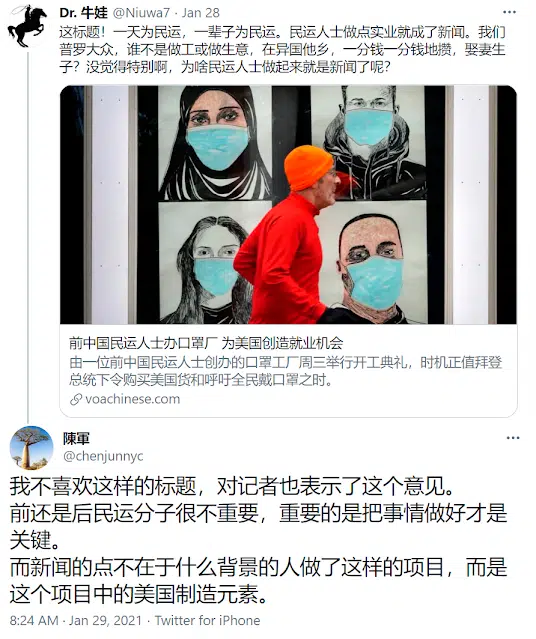 Dr. 牛娃 @Niuwa7 · Jan 28
这标题！一天为民运，一辈子为民运。民运人士做点实业就成了新闻。我们
普罗大众，谁不是做工或做生意，在异国他乡，一分钱一分钱地攒，娶妻生
子？没觉得特别啊，为啥民运人士做起来就是新闻了呢？
前中国民运人士办口罩厂 为美国创造就业机会
由一位前中国民运人士创办的口罩工厂周三举行开工典礼，时机正值拜登
总统下令购买美国货和呼吁全民戴口罩之时。
voachinese.com
陳軍
@chenjunnyc
我不喜欢这样的标题，对记者也表示了这个意见。
前还是后民运分子很不重要，重要的是把事情做好才是
关键。
而新闻的点不在于什么背景的人做了这样的项目，而是
这个项目中的美国制造元素。
8:24 AM · Jan 29, 2021 · Twitter for iPhone